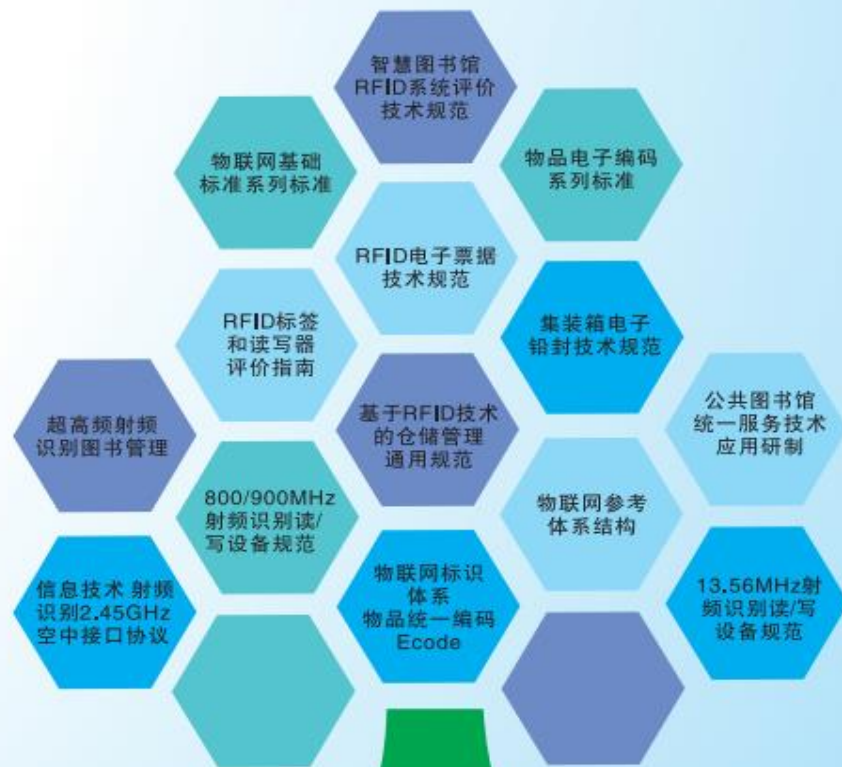 智慧图书馆
RFID系统评价
技术规范
物联网基础
标准系列标准
物品电子编码
系列标准
RFID电子票据
技术规范
RFID标签
和读写器
评价指南
集装箱电子
铅封技术规范
超高频射频
识别图书管理
基于RFID技术
的仓储管理
通用规范
公共图书馆
统一服务技术
应用研制
800/900MHz
射频识别读/
写设备规范
物联网参考
体系结构
信息技术 射频
识别2.45GHz
空中接口协议
物联网标识
体系
物品统一编码
Ecode
13.56MHz射
频识别读/写
设备规范